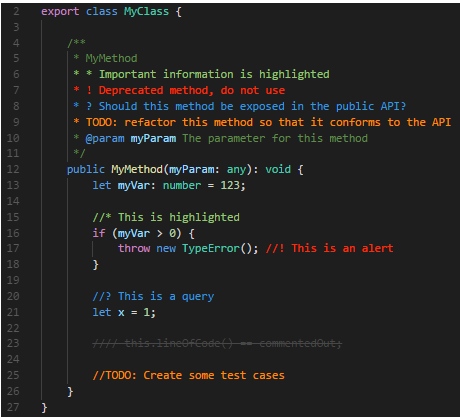 2 export class MyClass {
3
4 /**
5 * MyMethod
6 * * Important information is highlighted
7 * ! Deprecated method, do not use
8 * ? Should this method be exposed in the public API?
9 * TODO: refactor this method so that it conforms to the API
10 * @param myParam The parameter for this method
11 */
12 public MyMethod(myParam: any): void {
13 let myVar: number = 123;
14
15 //* This is highlighted
16 if (myVar > 0) {
17 throw new TypeError(); //! This is an alert
18 }
19
20 //? This is a query
21 let x = 1;
22
23 //// this.lineOfCode() == commentedOut;
24
25 //TODO: Create some test cases
26 }
27 }